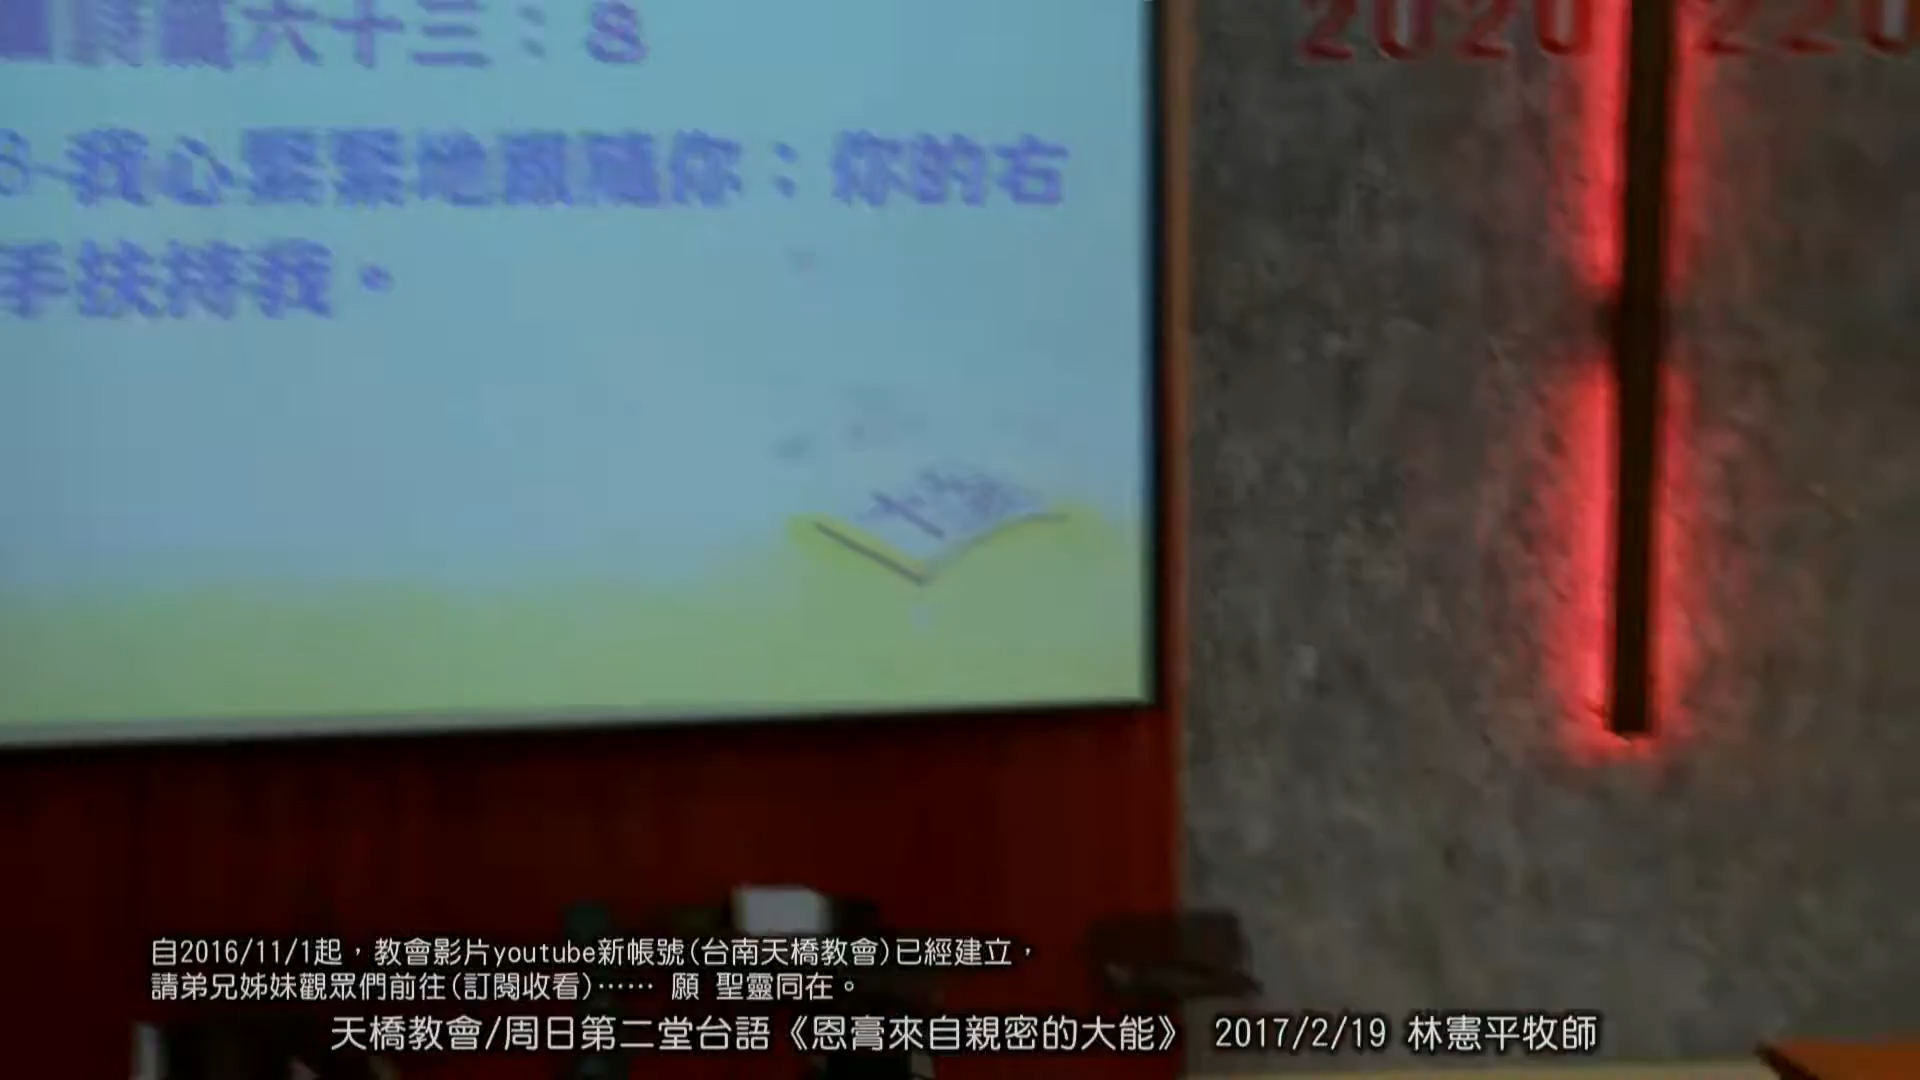 詩篇六十三：8
2020 220
8-我心緊緊地跟隨你：你的右
手扶持我。
自2016/11/1起，教會影片youtube新帳號(台南天橋教會)已經建立，
請弟兄姊妹觀眾們前往(訂閱收看)…… 願 聖靈同在。
天橋教會/周日第二堂台語《恩膏來自親密的大能》 2017/2/19 林憲平牧師